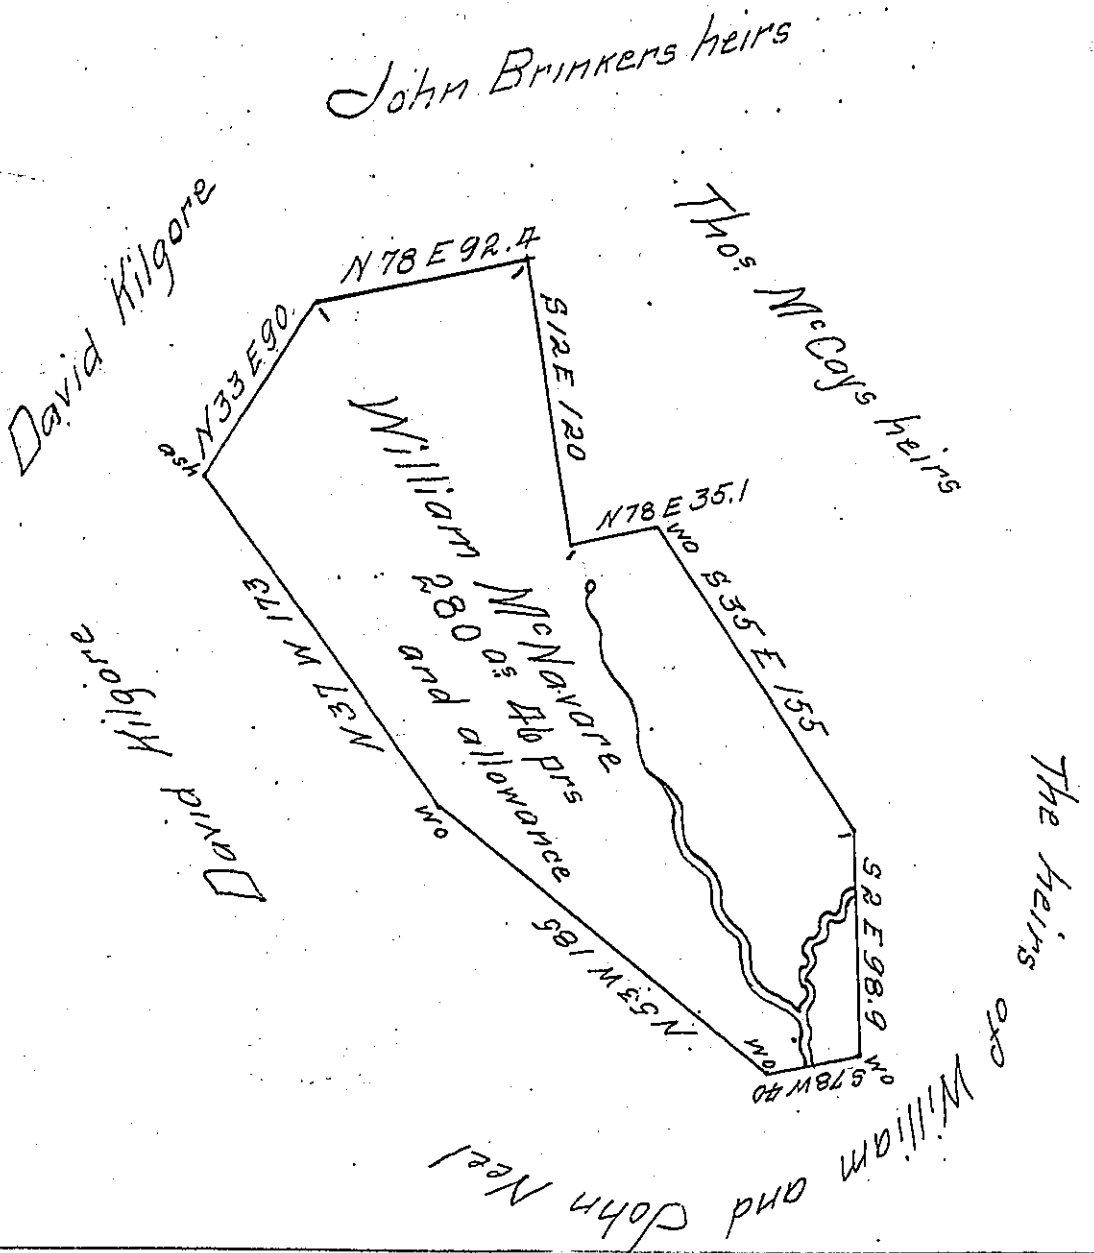 John Brinkers heirs
David Kilgore
Thos. McCays heirs
N 78 E 92.4
N 33 E 90.
S 12 E 120
N 78 E 35.1
wo
S 35 E 155
ash
William McNavare
280 as. 46 prs
and allowance
N 37 W 173
David Kilgore
wo
N 53 W 185
S 2 E 98.9
wo
wo
S 78 W 40
The heirs of William and John Neel